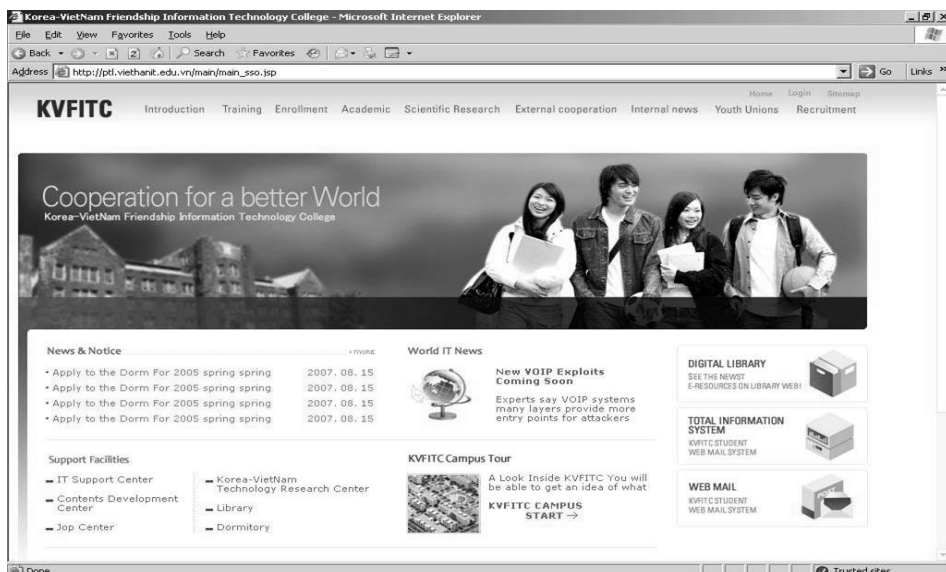 Korea-VietNam Friendship Information Technology College - Microsoft Internet Explorer
File Edit View Favorites Tools Help
Back Search Favorites
Address http://ptl.viethanit.edu.vn/main/main_sso.jsp Go Links »
Home Login Sitemap
KVFITC Introduction Training Enrollment Academic Scientific Research External cooperation Internal news Youth Unions Recruitment
Cooperation for a better World
Korea-VietNam Friendship Information Technology College
News & Notice MORE
• Apply to the Dorm For 2005 spring spring 2007. 08. 15
• Apply to the Dorm For 2005 spring spring 2007. 08. 15
• Apply to the Dorm For 2005 spring spring 2007. 08. 15
• Apply to the Dorm For 2005 spring spring 2007. 08. 15
World IT News
New VOIP Exploits
Coming Soon
Experts say VOIP systems
many layers provide more
entry points for attackers
DIGITAL LIBRARY
SEE THE NEWST
E-RESOURCES ON LIBRARY WEB!
TOTAL INFORMATION
SYSTEM
KVFITC STUDENT
WEB MAIL SYSTEM
WEB MAIL
KVFITC STUDENT
WEB MAIL SYSTEM
Support Facilities
IT Support Center
Contents Development
Center
Jop Center
Korea-VietNam
Technology Research Center
Library
Dormitory
KVFITC Campus Tour
A Look Inside KVFITC You will
be able to get an idea of what
KVFITC CAMPUS
START →
Done Trusted sites